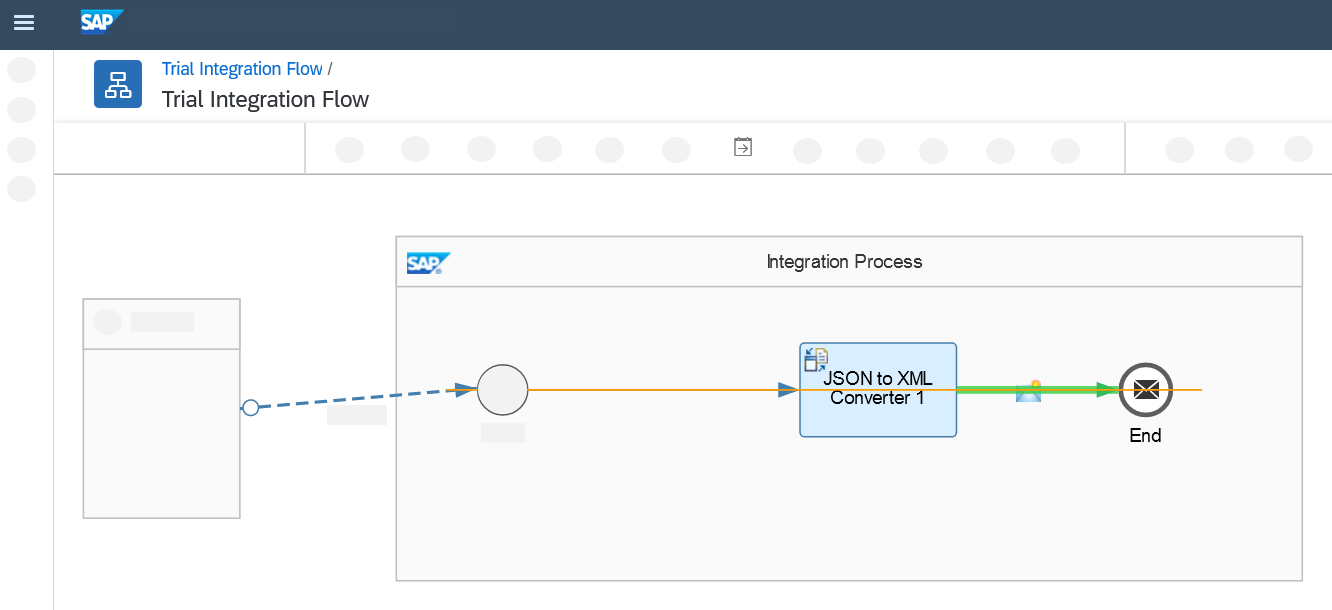 SAP
Trial Integration Flow /
Trial Integration Flow
SAP
Integration Process
JSON to XML
Converter 1
End